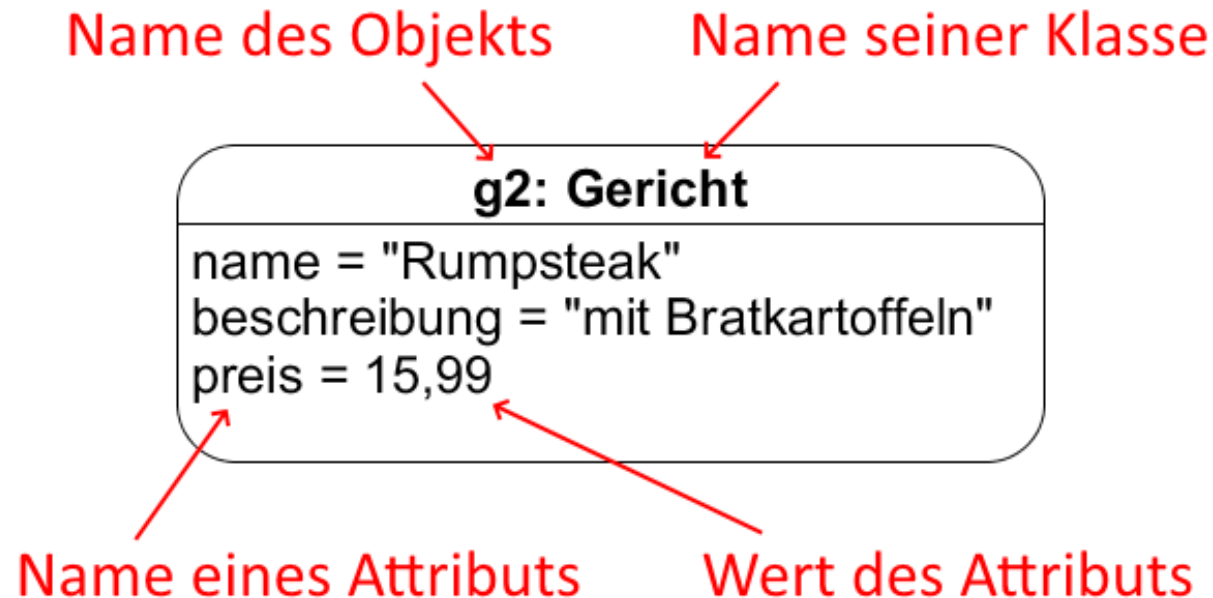 Name des Objekts
Name seiner Klasse
g2: Gericht
name = "Rumpsteak"
beschreibung = "mit Bratkartoffeln"
preis = 15,99
Name eines Attributs
Wert des Attributs